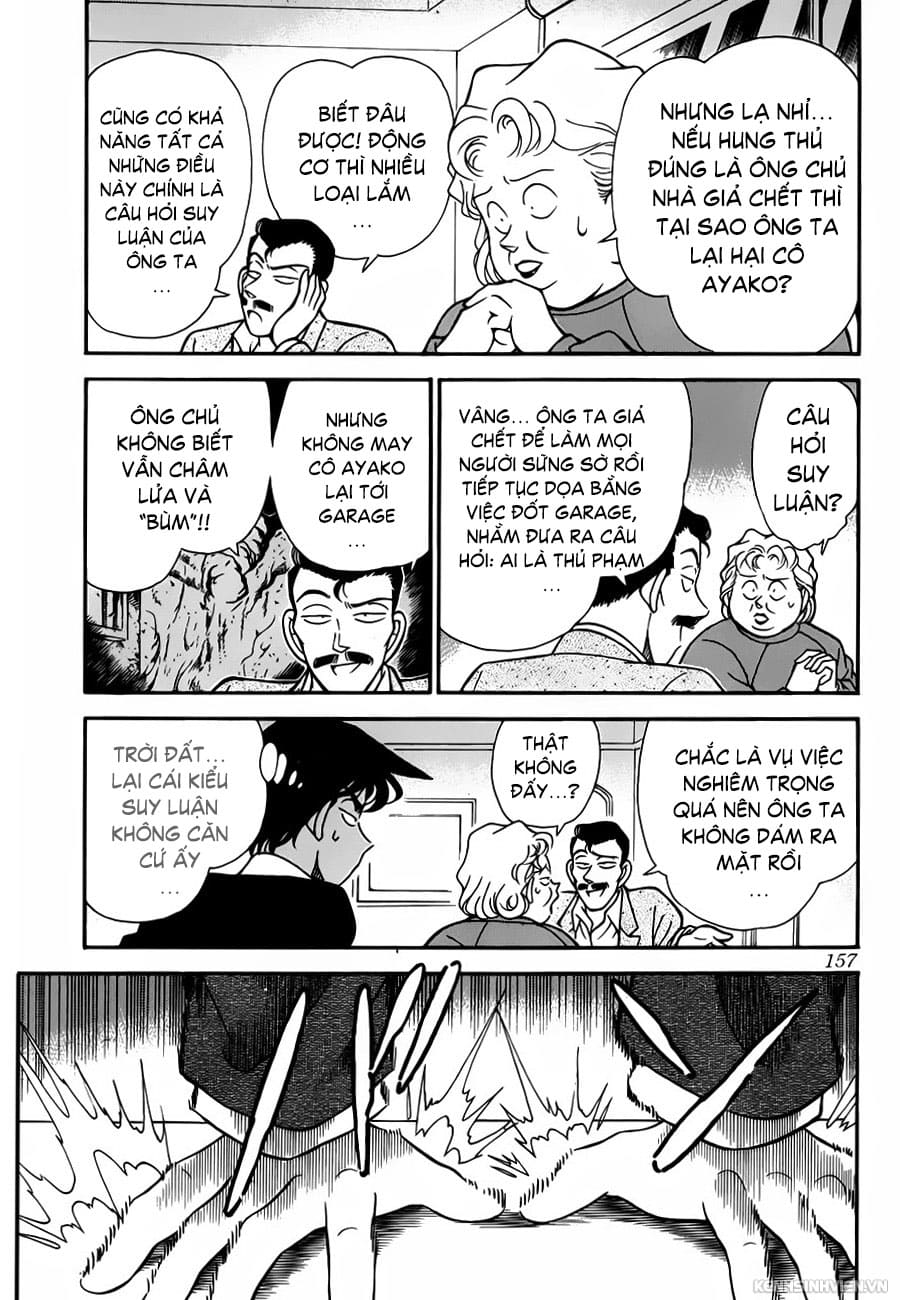 NHƯNG LẠ NHỈ...
NẾU HUNG THỦ
ĐÚNG LÀ ÔNG CHỦ
NHÀ GIẢ CHẾT THÌ
TẠI SAO ÔNG TA
LẠI HẠI CÔ
AYAKO?
BIẾT ĐÂU
ĐƯỢC! ĐỘNG
CƠ THÌ NHIỀU
LOẠI LẮM
...
CŨNG CÓ KHẢ
NĂNG TẤT CẢ
NHỮNG ĐIỀU
NÀY CHÍNH LÀ
CÂU HỎI SUY
LUẬN CỦA
ÔNG TA
...
CÂU
HỎI
SUY
LUẬN?
VÂNG... ÔNG TA GIẢ
CHẾT ĐỂ LÀM MỌI
NGƯỜI SỮNG SỜ RỒI
TIẾP TỤC DỌA BẰNG
VIỆC ĐỐT GARAGE,
NHẰM ĐƯA RA CÂU
HỎI: AI LÀ THỦ PHẠM
...
NHƯNG
KHÔNG MAY
CÔ AYAKO
LẠI TỚI
GARAGE
...
ÔNG CHỦ
KHÔNG BIẾT
VẪN CHÂM
LỬA VÀ
"BÙM"!!
CHẮC LÀ VỤ VIỆC
NGHIÊM TRỌNG
QUÁ NÊN ÔNG TA
KHÔNG DÁM RA
MẶT RỒI
...
THẬT
KHÔNG
ĐẤY...?
TRỜI ĐẤT...
LẠI CÁI KIỂU
SUY LUẬN
KHÔNG CĂN
CỨ ẤY
...
157
KENHSINHVIEN.VN